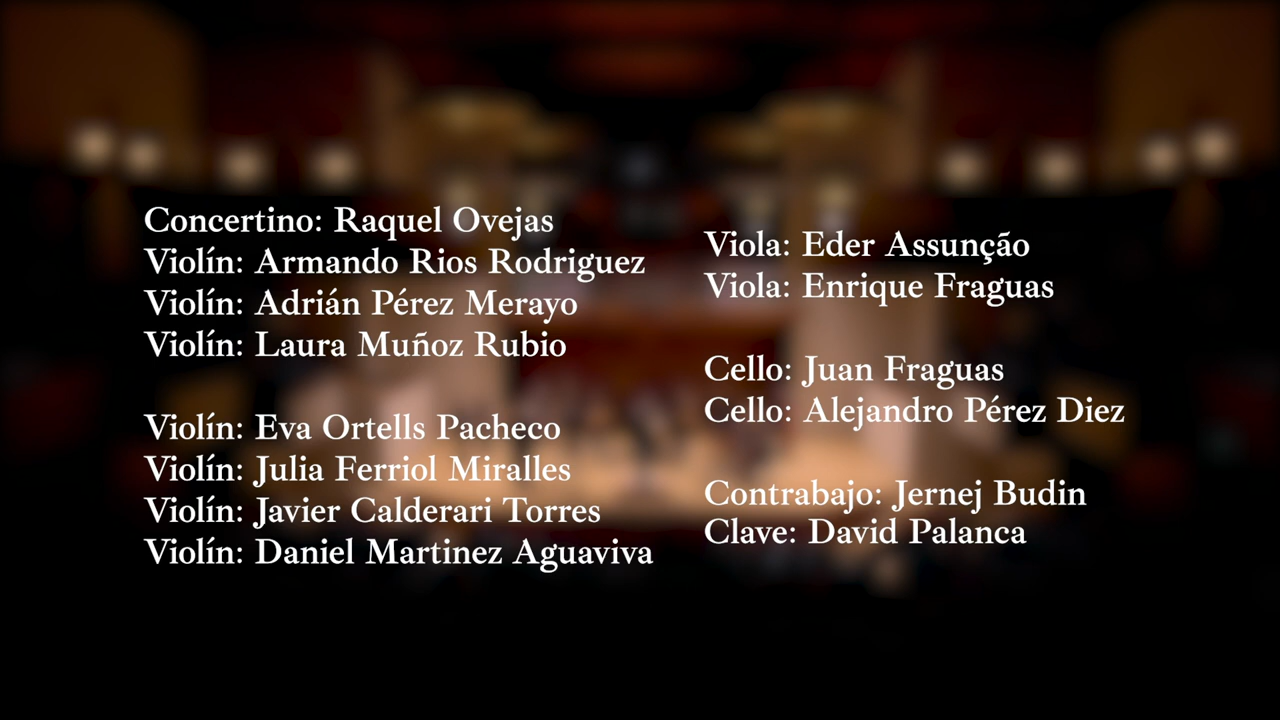 Concertino: Raquel Ovejas
Violín: Armando Rios Rodriguez
Violín: Adrián Pérez Merayo
Violín: Laura Muñoz Rubio
Violín: Eva Ortells Pacheco
Violín: Julia Ferriol Miralles
Violín: Javier Calderari Torres
Violín: Daniel Martinez Aguaviva
Viola: Eder Assunção
Viola: Enrique Fraguas
Cello: Juan Fraguas
Cello: Alejandro Pérez Diez
Contrabajo: Jernej Budin
Clave: David Palanca